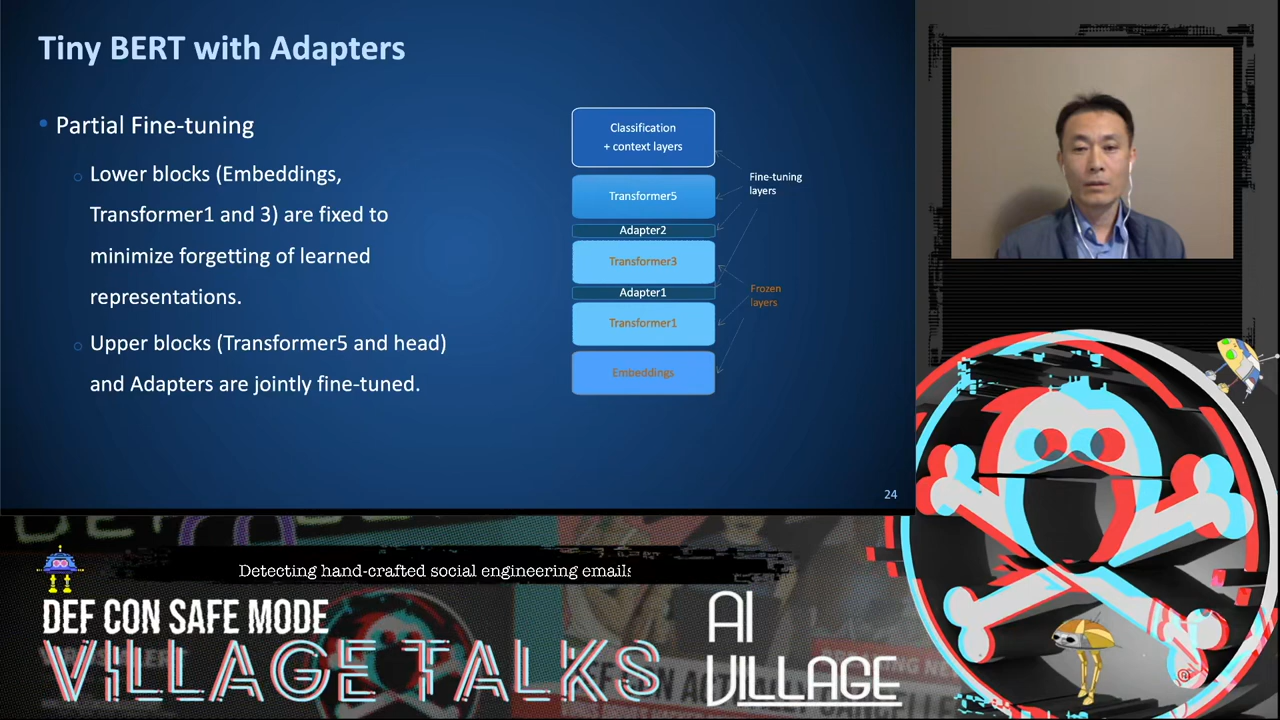 Tiny BERT with Adapters
• Partial Fine-tuning
Lower blocks (Embeddings,
Transformer1 and 3) are fixed to
minimize forgetting of learned
representations.
Upper blocks (Transformer5 and head)
and Adapters are jointly fine-tuned.
Classification
+ context layers
Transformer5
Adapter2
Transformer3
Adapter1
Transformer1
Embeddings
Fine-tuning
layers
Frozen
layers
24
Detecting hand-crafted social engineering emails
DEF CON SAFE MODE
VILLAGE TALKS
AI
VILLAGE